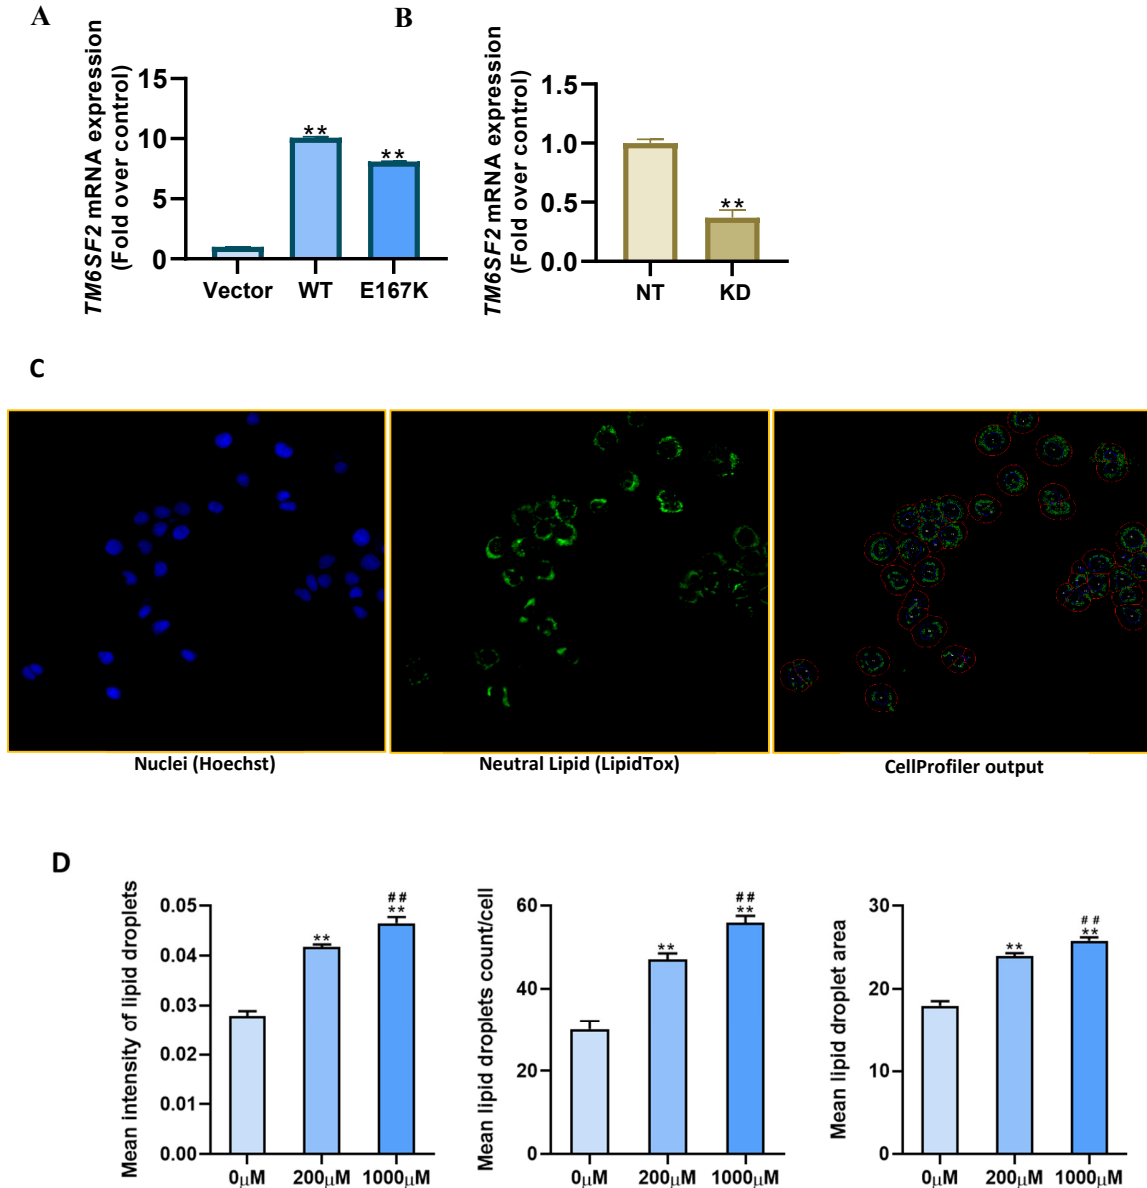 A
TM6SF2 mRNA expression
(Fold over control)
15
10
5
0
**
**
Vector WT E167K
B
TM6SF2 mRNA expression
(Fold over control)
1.5
1.0
0.5
0.0
**
NT KD
C
Nuclei (Hoechst)
Neutral Lipid (LipidTox)
CellProfiler output
D
Mean intensity of lipid droplets
0.05
0.04
0.03
0.02
0.01
0.00
**
##
**
0µM 200µM 1000µM
Mean lipid droplets count/cell
60
40
20
0
**
##
**
0µM 200µM 1000µM
Mean lipid droplet area
30
20
10
0
**
##
**
0µM 200µM 1000µM